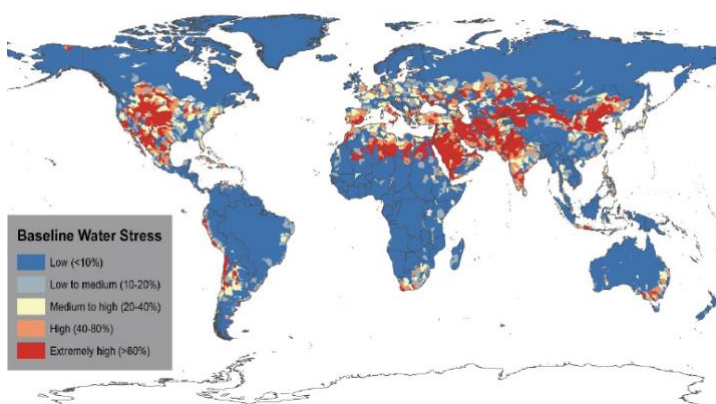 Baseline Water Stress
Low (<10%)
Low to medium (10-20%)
Medium to high (20-40%)
High (40-80%)
Extremely high (>80%)